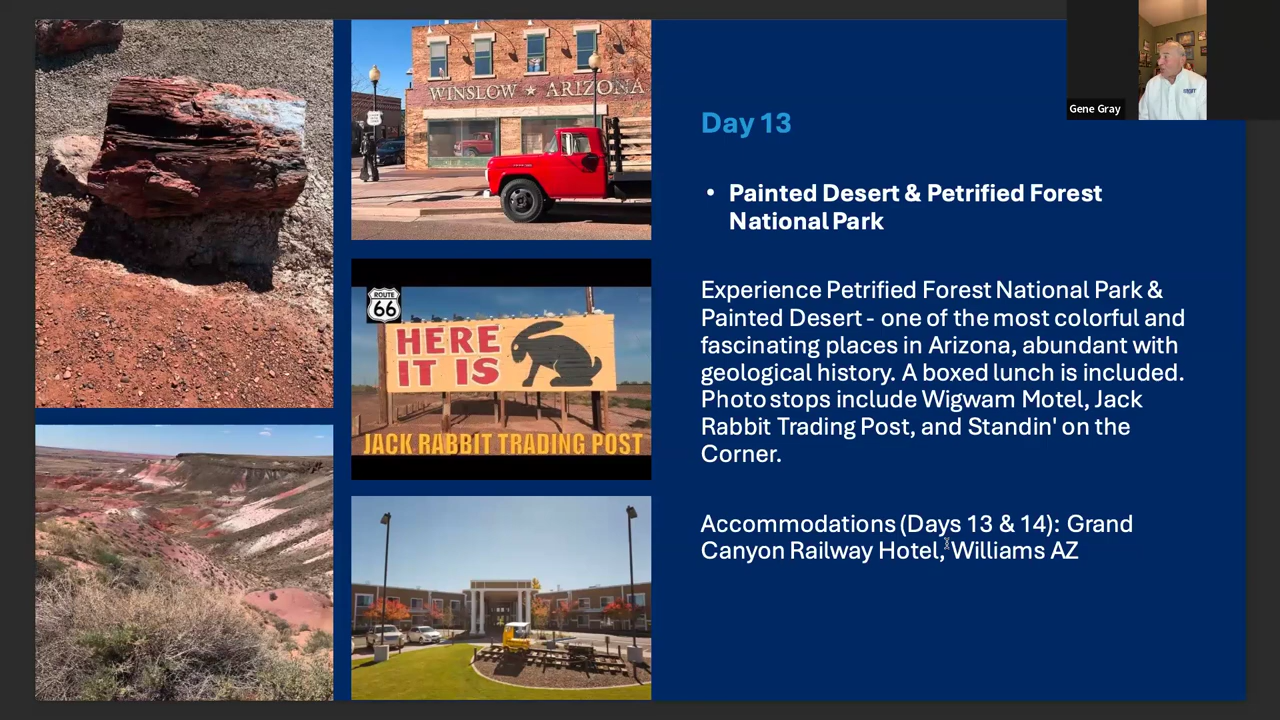 WINSLOW ★ ARIZONA
ROUTE
66
HERE
IT IS
JACK RABBIT TRADING POST
Day 13
• Painted Desert & Petrified Forest
National Park
Experience Petrified Forest National Park &
Painted Desert - one of the most colorful and
fascinating places in Arizona, abundant with
geological history. A boxed lunch is included.
Photo stops include Wigwam Motel, Jack
Rabbit Trading Post, and Standin' on the
Corner.
Accommodations (Days 13 & 14): Grand
Canyon Railway Hotel, Williams AZ
Gene Gray